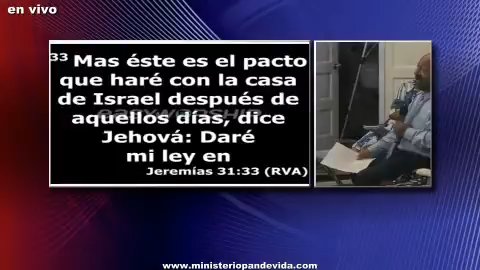 en vivo
33 Mas éste es el pacto
que haré con la casa
de Israel después de
aquellos días, dice
Jehová: Daré
mi ley en
Jeremías 31:33 (RVA)
www.ministeriopandevida.com